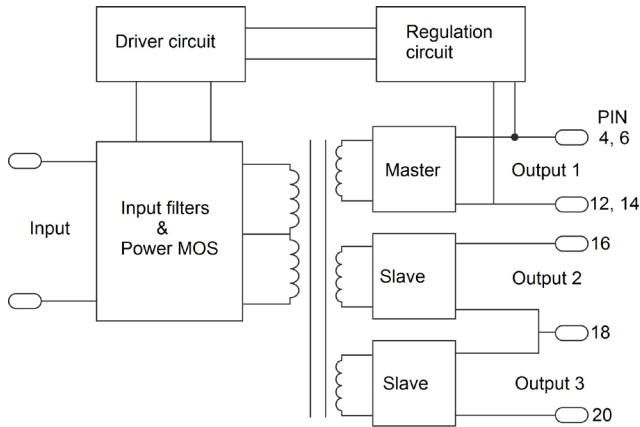 Driver circuit
Regulation
circuit
PIN
4, 6
Master
Output 1
12, 14
Input filters
&
Power MOS
Input
16
Slave
Output 2
18
Slave
Output 3
20